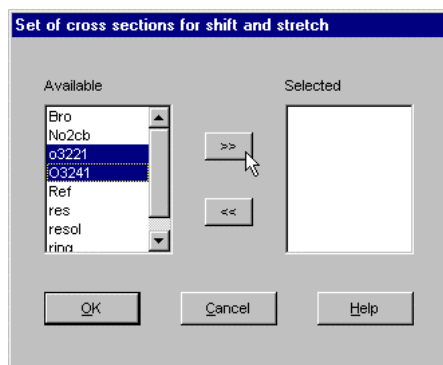 Set of cross sections for shift and stretch
Available
Selected
Bro
No2cb
o3221
O3241
Ref
res
resol
ring
>>
<<
OK
Cancel
Help